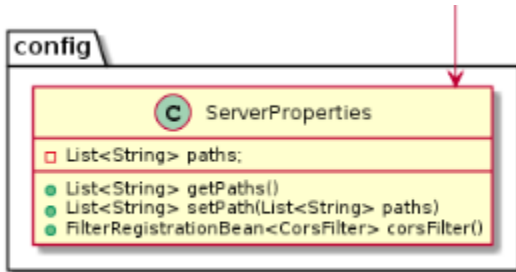 config
C ServerProperties
List<String> paths;
List<String> getPaths()
List<String> setPath(List<String> paths)
FilterRegistrationBean<CorsFilter> corsFilter()